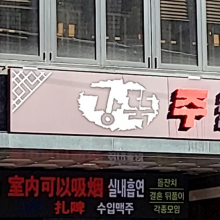 강뚝 주
室内可以吸烟 실내흡연
扎啤 수입맥주
돌잔치
결혼 뒤풀이
각종모임